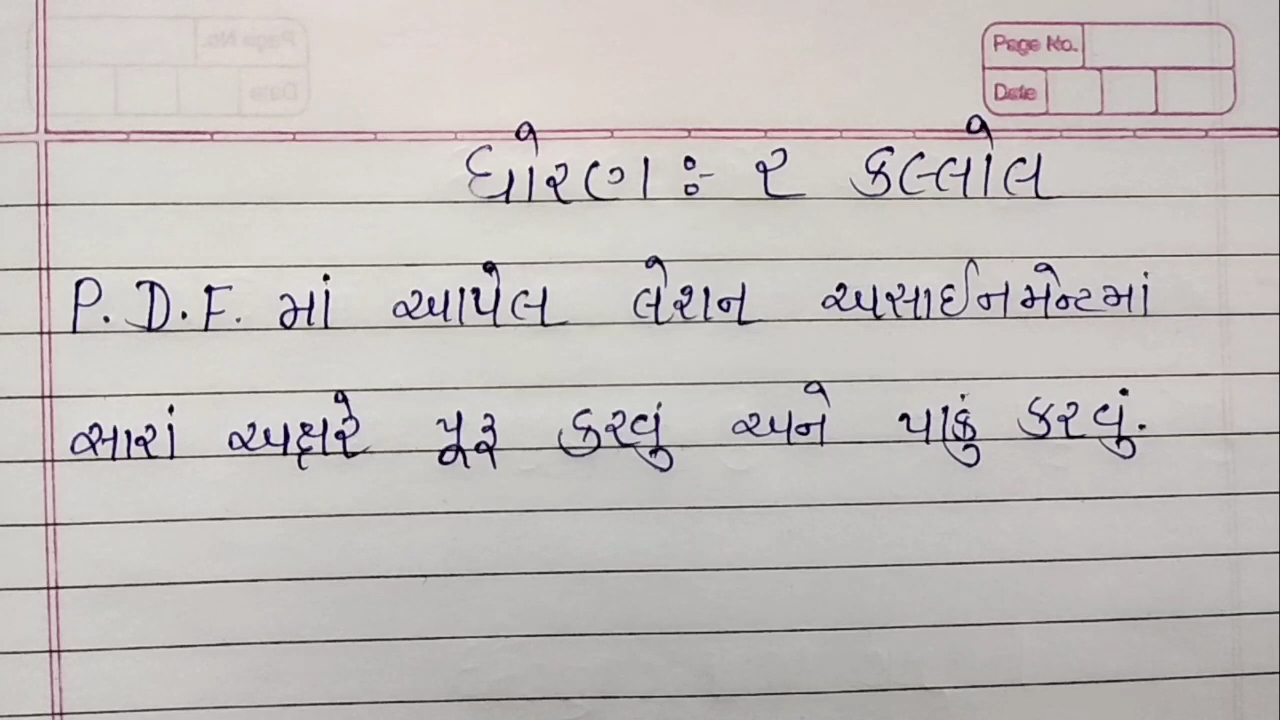 Page No.
Date
ધોરણ :- ૨ કલ્લોલ
P.D.F. માં આપેલ લેશન અસાઈનમેન્ટમાં
સારાં અક્ષરે પૂરૂ કરવું અને પાકું કરવું.